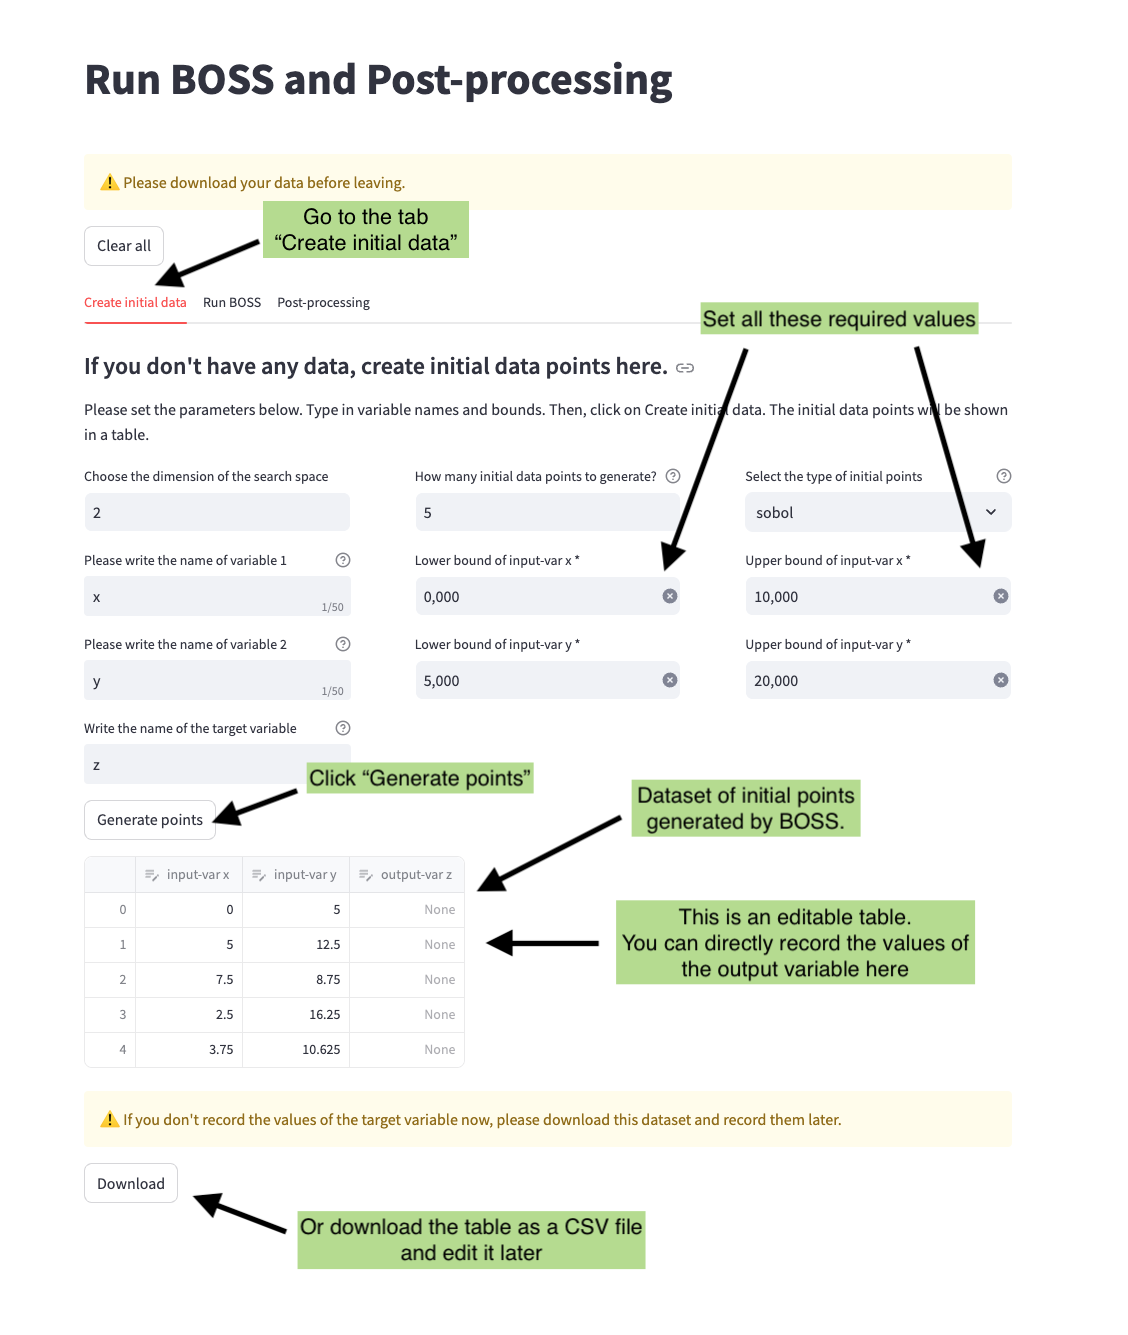 Run BOSS and Post-processing
⚠ Please download your data before leaving.
Go to the tab
“Create initial data”
Clear all
Create initial data Run BOSS Post-processing
Set all these required values
If you don't have any data, create initial data points here.
Please set the parameters below. Type in variable names and bounds. Then, click on Create initial data. The initial data points will be shown
in a table.
Choose the dimension of the search space How many initial data points to generate? Select the type of initial points
2 5 sobol
Please write the name of variable 1 Lower bound of input-var x * Upper bound of input-var x *
x 1/50 0,000 10,000
Please write the name of variable 2 Lower bound of input-var y * Upper bound of input-var y *
y 1/50 5,000 20,000
Write the name of the target variable
z
Click “Generate points”
Generate points
Dataset of initial points
generated by BOSS.
input-var x input-var y output-var z
0 0 5 None
1 5 12.5 None
2 7.5 8.75 None
3 2.5 16.25 None
4 3.75 10.625 None
This is an editable table.
You can directly record the values of
the output variable here
⚠ If you don't record the values of the target variable now, please download this dataset and record them later.
Download
Or download the table as a CSV file
and edit it later